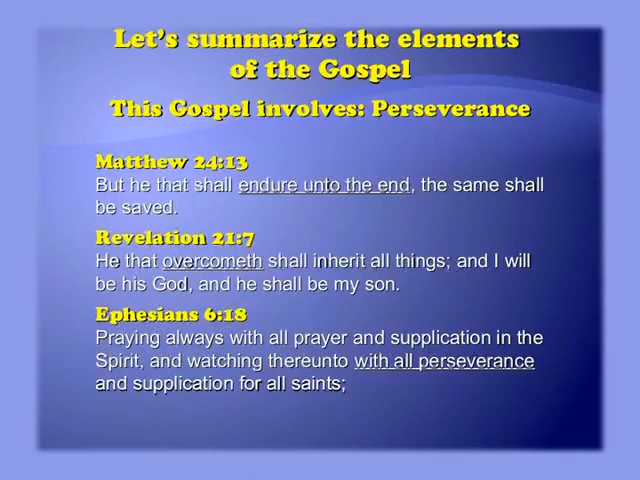 Let's summarize the elements
of the Gospel
This Gospel involves: Perseverance
Matthew 24:13
But he that shall endure unto the end, the same shall
be saved.
Revelation 21:7
He that overcometh shall inherit all things; and I will
be his God, and he shall be my son.
Ephesians 6:18
Praying always with all prayer and supplication in the
Spirit, and watching thereunto with all perseverance
and supplication for all saints;